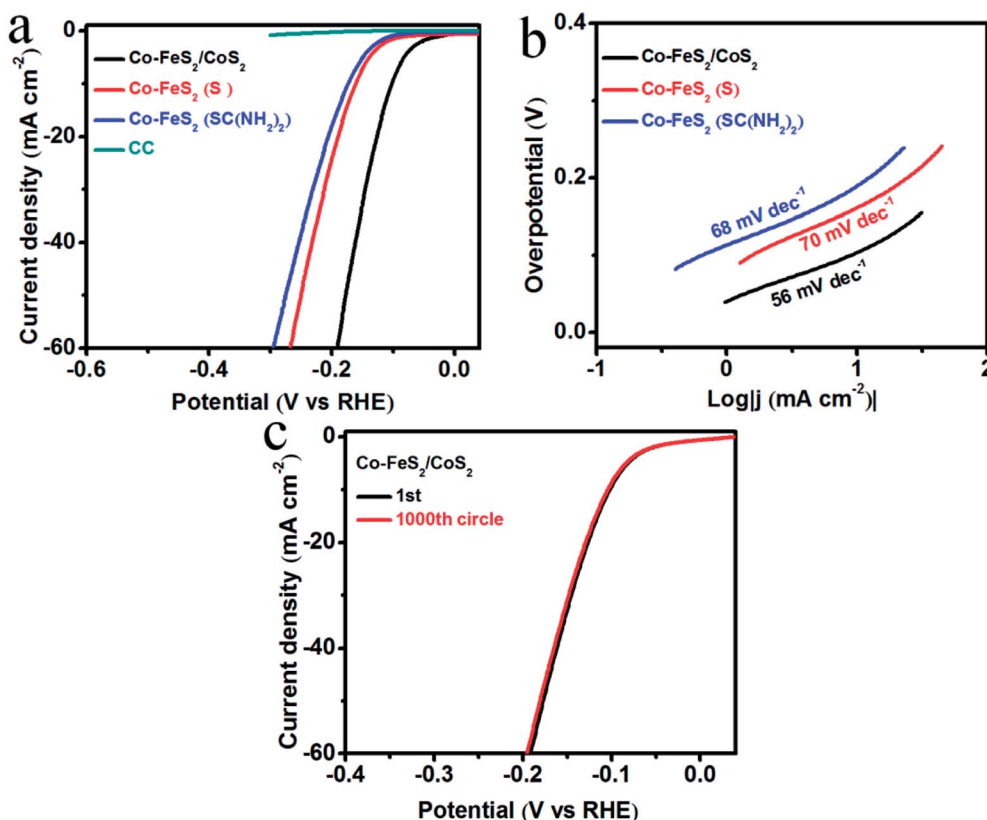 a
Current density (mA cm⁻²)
0
-20
-40
-60
Co-FeS₂/CoS₂
Co-FeS₂ (S )
Co-FeS₂ (SC(NH₂)₂)
CC
-0.6
-0.4
-0.2
0.0
Potential (V vs RHE)
b
Overpotential (V)
0.4
0.2
0.0
Co-FeS₂/CoS₂
Co-FeS₂ (S)
Co-FeS₂ (SC(NH₂)₂)
68 mV dec⁻¹
70 mV dec⁻¹
56 mV dec⁻¹
-1
0
1
2
Log|j (mA cm⁻²)|
c
Current density (mA cm⁻²)
0
-20
-40
-60
Co-FeS₂/CoS₂
1st
1000th circle
-0.4
-0.3
-0.2
-0.1
0.0
Potential (V vs RHE)